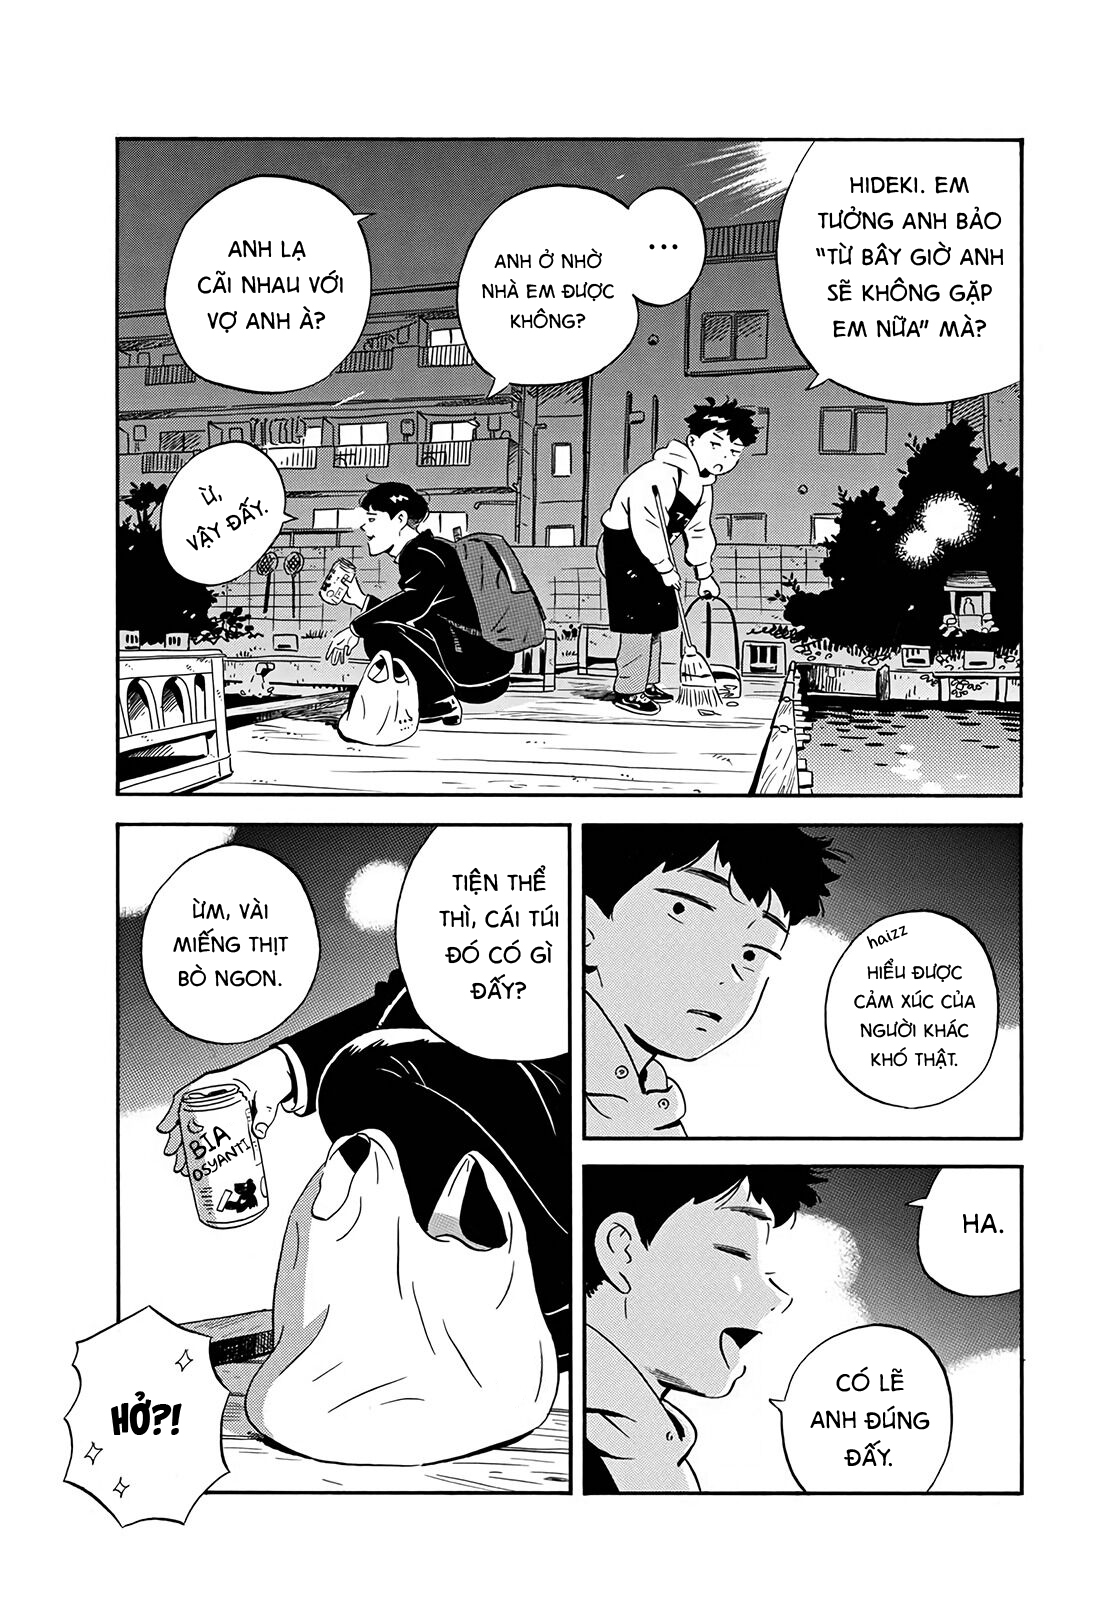 HIDEKI. EM
TƯỞNG ANH BẢO
“TỪ BÂY GIỜ ANH
SẼ KHÔNG GẶP
EM NỮA” MÀ?
...
ANH Ở NHỜ
NHÀ EM ĐƯỢC
KHÔNG?
ANH LẠ
CÃI NHAU VỚI
VỢ ANH À?
Ừ,
VẬY ĐẤY.
haizz
HIỂU ĐƯỢC
CẢM XÚC CỦA
NGƯỜI KHÁC
KHÓ THẬT.
HA.
CÓ LẼ
ANH ĐÚNG
ĐẤY.
TIỆN THỂ
THÌ, CÁI TÚI
ĐÓ CÓ GÌ
ĐẤY?
ỪM, VÀI
MIẾNG THỊT
BÒ NGON.
BIA
OSYANTI
HỞ?!